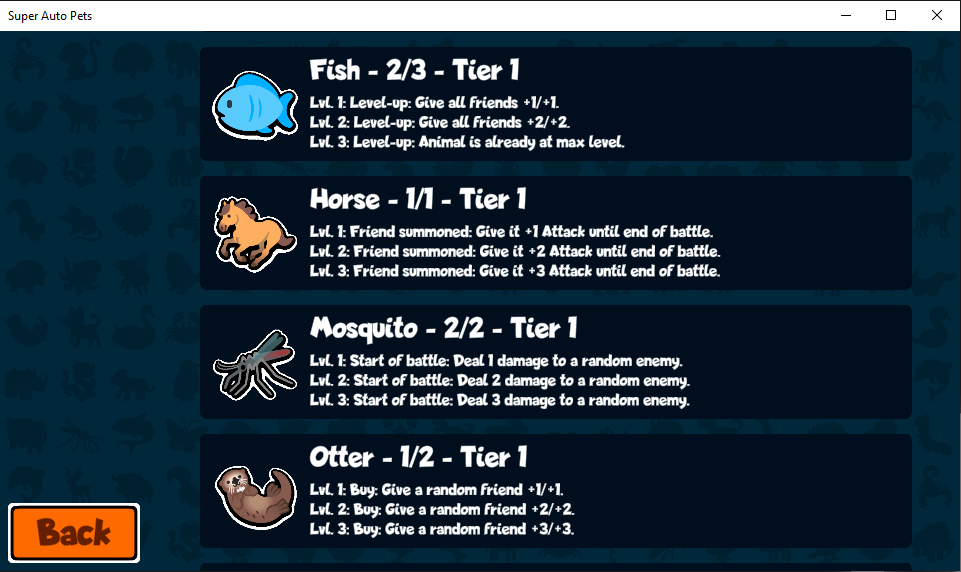 Super Auto Pets
Fish - 2/3 - Tier 1
Lvl. 1: Level-up: Give all friends +1/+1.
Lvl. 2: Level-up: Give all friends +2/+2.
Lvl. 3: Level-up: Animal is already at max level.
Horse - 1/1 - Tier 1
Lvl. 1: Friend summoned: Give it +1 Attack until end of battle.
Lvl. 2: Friend summoned: Give it +2 Attack until end of battle.
Lvl. 3: Friend summoned: Give it +3 Attack until end of battle.
Mosquito - 2/2 - Tier 1
Lvl. 1: Start of battle: Deal 1 damage to a random enemy.
Lvl. 2: Start of battle: Deal 2 damage to a random enemy.
Lvl. 3: Start of battle: Deal 3 damage to a random enemy.
Otter - 1/2 - Tier 1
Lvl. 1: Buy: Give a random friend +1/+1.
Lvl. 2: Buy: Give a random friend +2/+2.
Lvl. 3: Buy: Give a random friend +3/+3.
Back